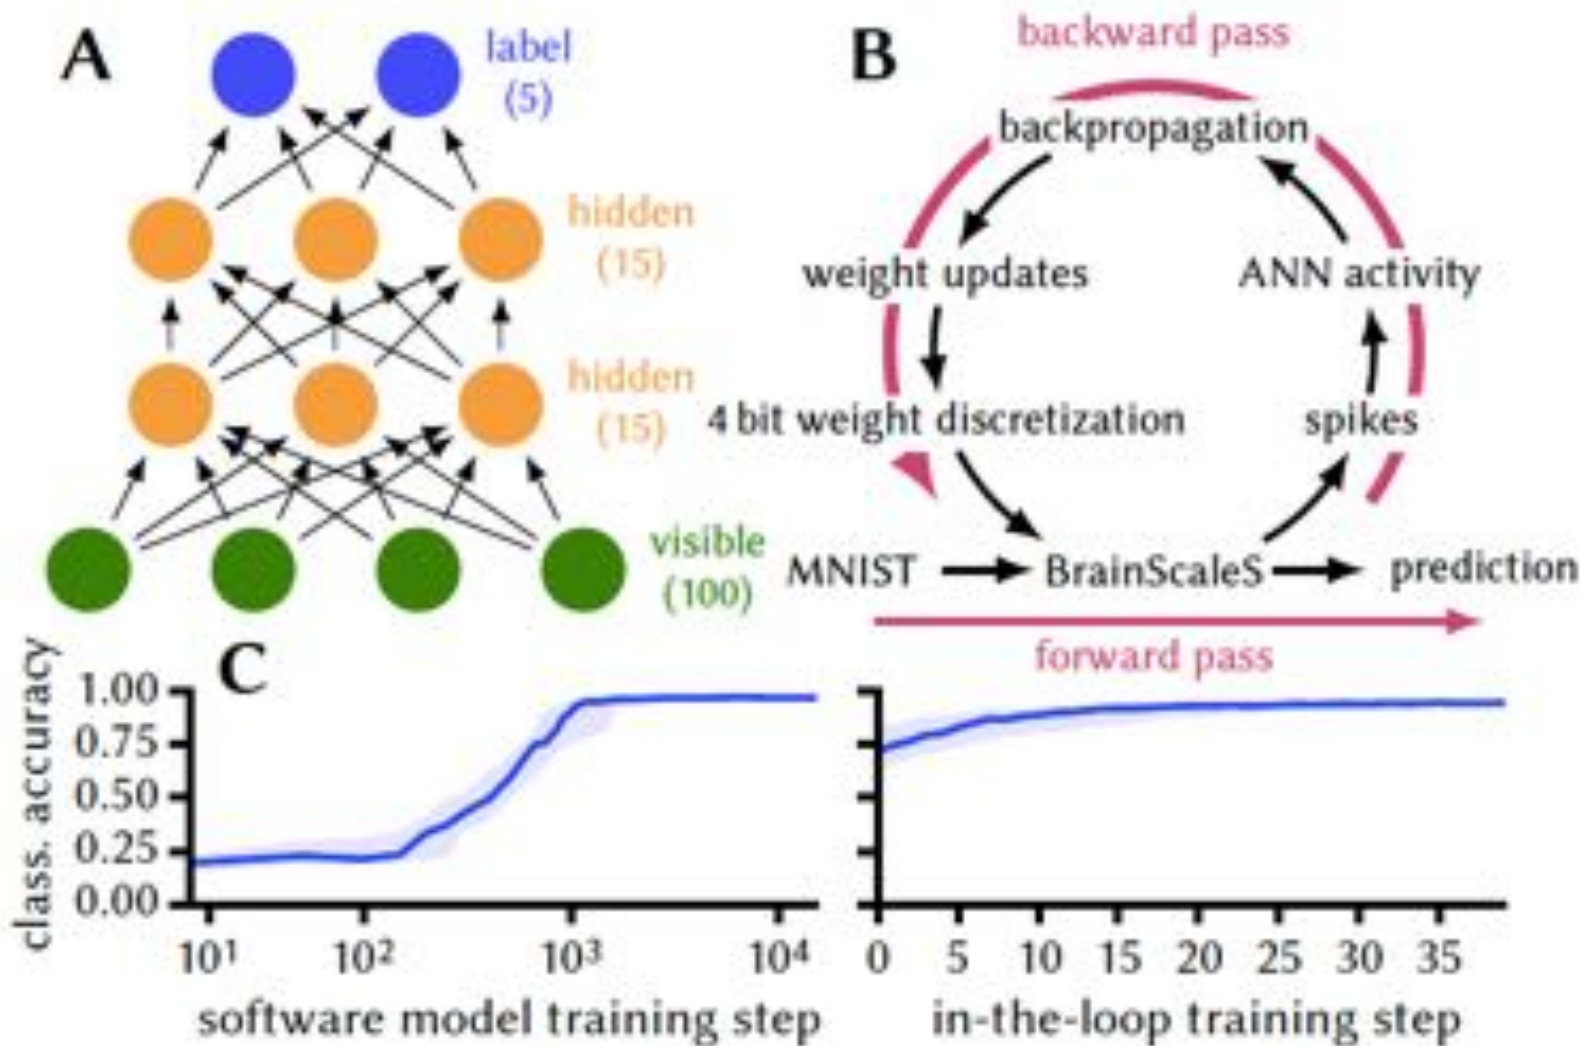 A
label
(5)
hidden
(15)
hidden
(15)
visible
(100)
B
backward pass
backpropagation
weight updates
ANN activity
4 bit weight discretization
spikes
MNIST
BrainScaleS
prediction
forward pass
C
class. accuracy
1.00
0.75
0.50
0.25
0.00
10¹
10²
10³
10⁴
software model training step
0
5
10
15
20
25
30
35
in-the-loop training step